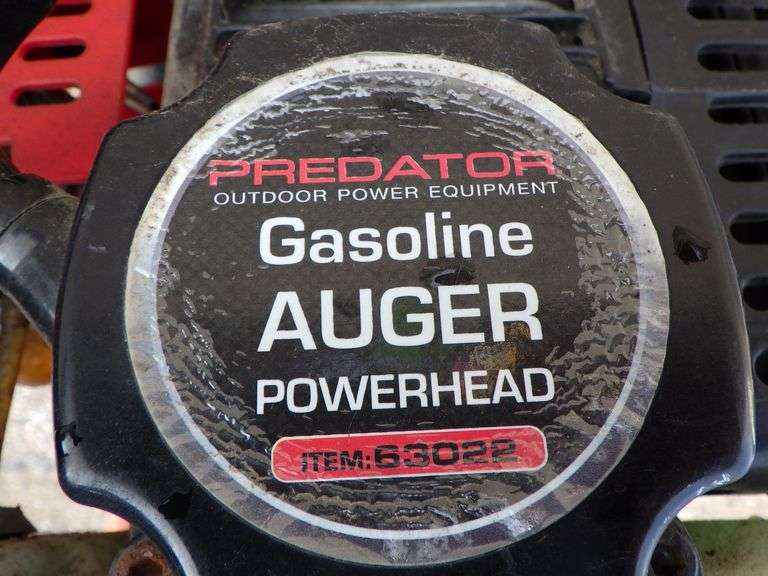 PREDATOR
OUTDOOR POWER EQUIPMENT
Gasoline
AUGER
POWERHEAD
ITEM:63022